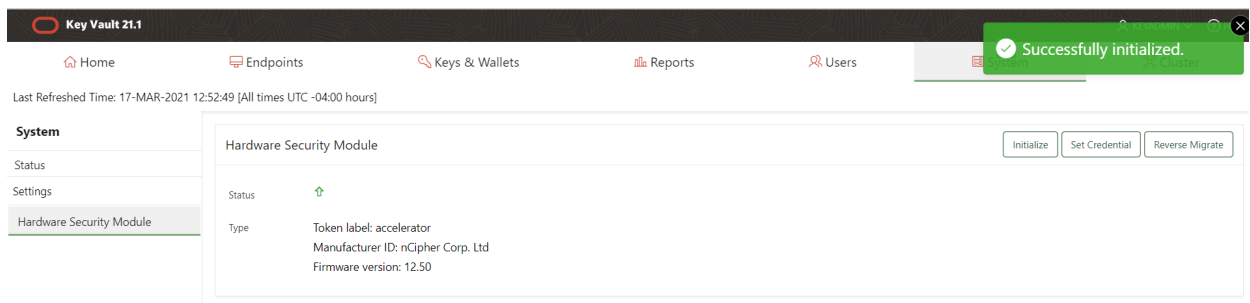 Key Vault 21.1
Successfully initialized.
Home Endpoints Keys & Wallets Reports Users System Cluster
Last Refreshed Time: 17-MAR-2021 12:52:49 [All times UTC -04:00 hours]
System
Status
Settings
Hardware Security Module
Hardware Security Module
Initialize Set Credential Reverse Migrate
Status
Type Token label: accelerator
Manufacturer ID: nCipher Corp. Ltd
Firmware version: 12.50